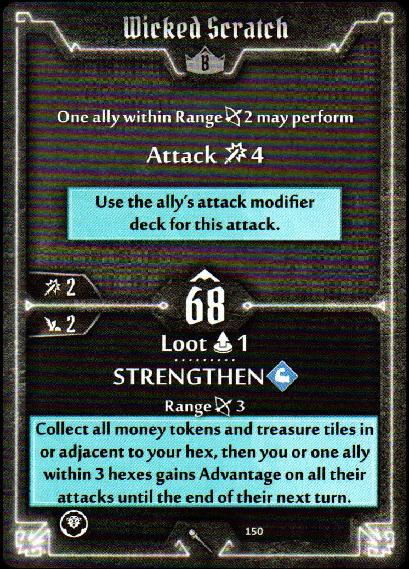 Wicked Scratch
B
One ally within Range 2 may perform
Attack 4
Use the ally's attack modifier
deck for this attack.
2
68
2
Loot 1
STRENGTHEN
Range 3
Collect all money tokens and treasure tiles in
or adjacent to your hex, then you or one ally
within 3 hexes gains Advantage on all their
attacks until the end of their next turn.
150